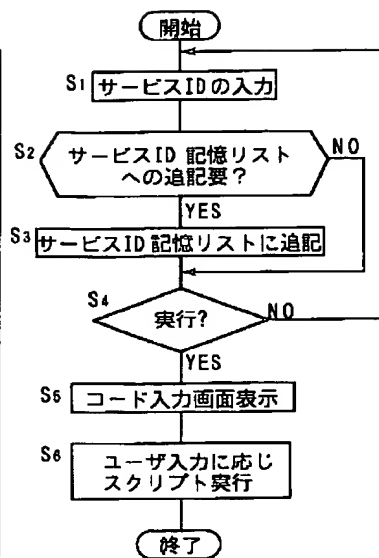 開始
S1 サービスIDの入力
S2 サービスID 記憶リスト
への追記要?
NO
YES
S3 サービスID 記憶リストに追記
S4 実行?
NO
YES
S5 コード入力画面表示
S6 ユーザ入力に応じ
スクリプト実行
終了